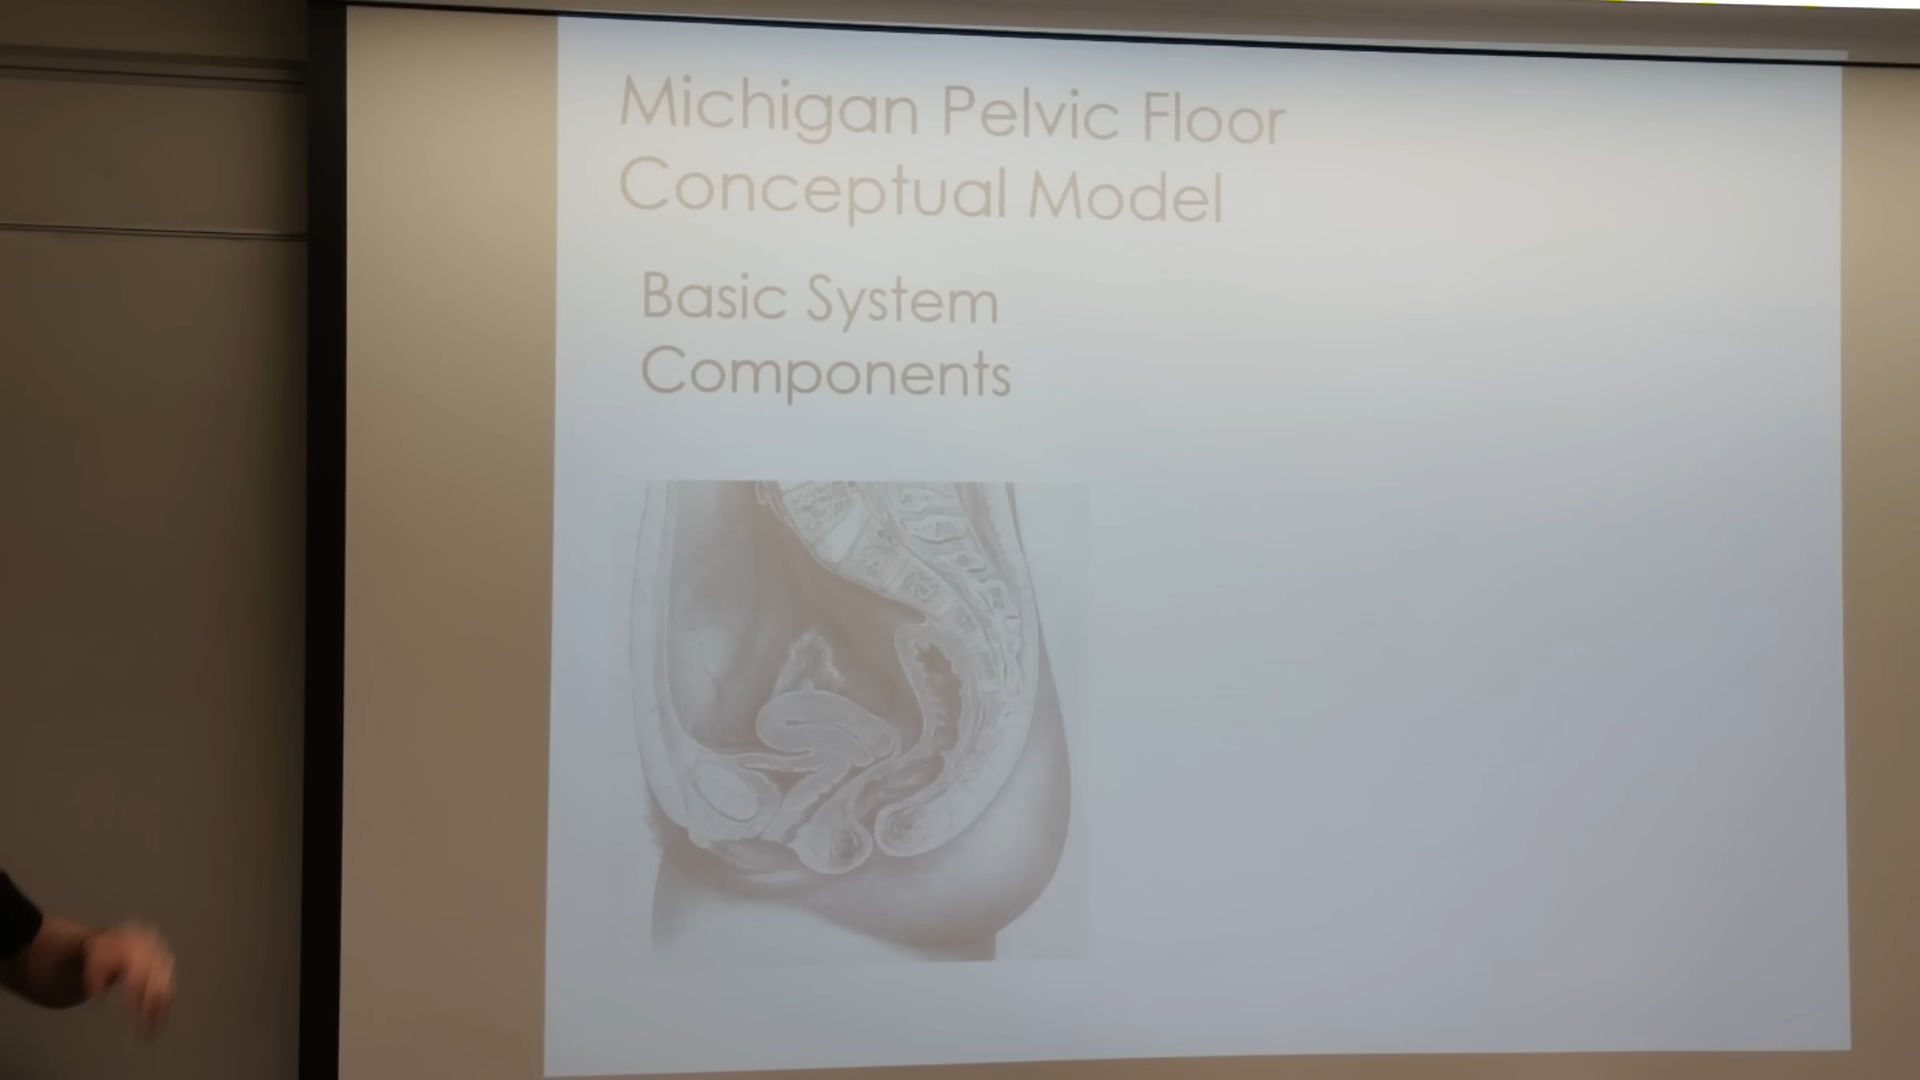 Michigan Pelvic Floor
Conceptual Model
Basic System
Components